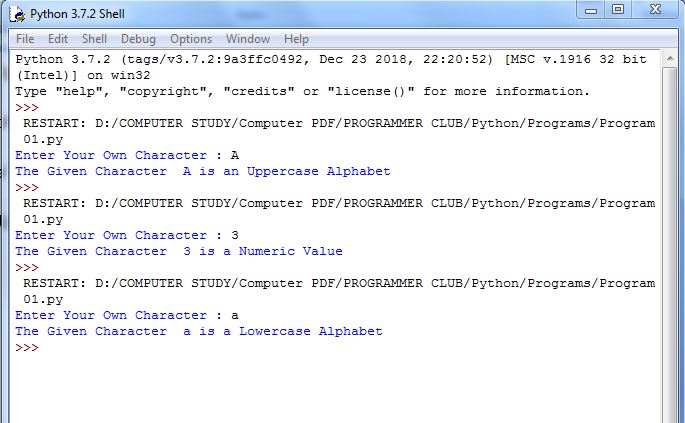 Python 3.7.2 Shell
File Edit Shell Debug Options Window Help
Python 3.7.2 (tags/v3.7.2:9a3ffc0492, Dec 23 2018, 22:20:52) [MSC v.1916 32 bit
(Intel)] on win32
Type "help", "copyright", "credits" or "license()" for more information.
>>>
RESTART: D:/COMPUTER STUDY/Computer PDF/PROGRAMMER CLUB/Python/Programs/Program
01.py
Enter Your Own Character : A
The Given Character  A is an Uppercase Alphabet
>>>
RESTART: D:/COMPUTER STUDY/Computer PDF/PROGRAMMER CLUB/Python/Programs/Program
01.py
Enter Your Own Character : 3
The Given Character  3 is a Numeric Value
>>>
RESTART: D:/COMPUTER STUDY/Computer PDF/PROGRAMMER CLUB/Python/Programs/Program
01.py
Enter Your Own Character : a
The Given Character  a is a Lowercase Alphabet
>>>